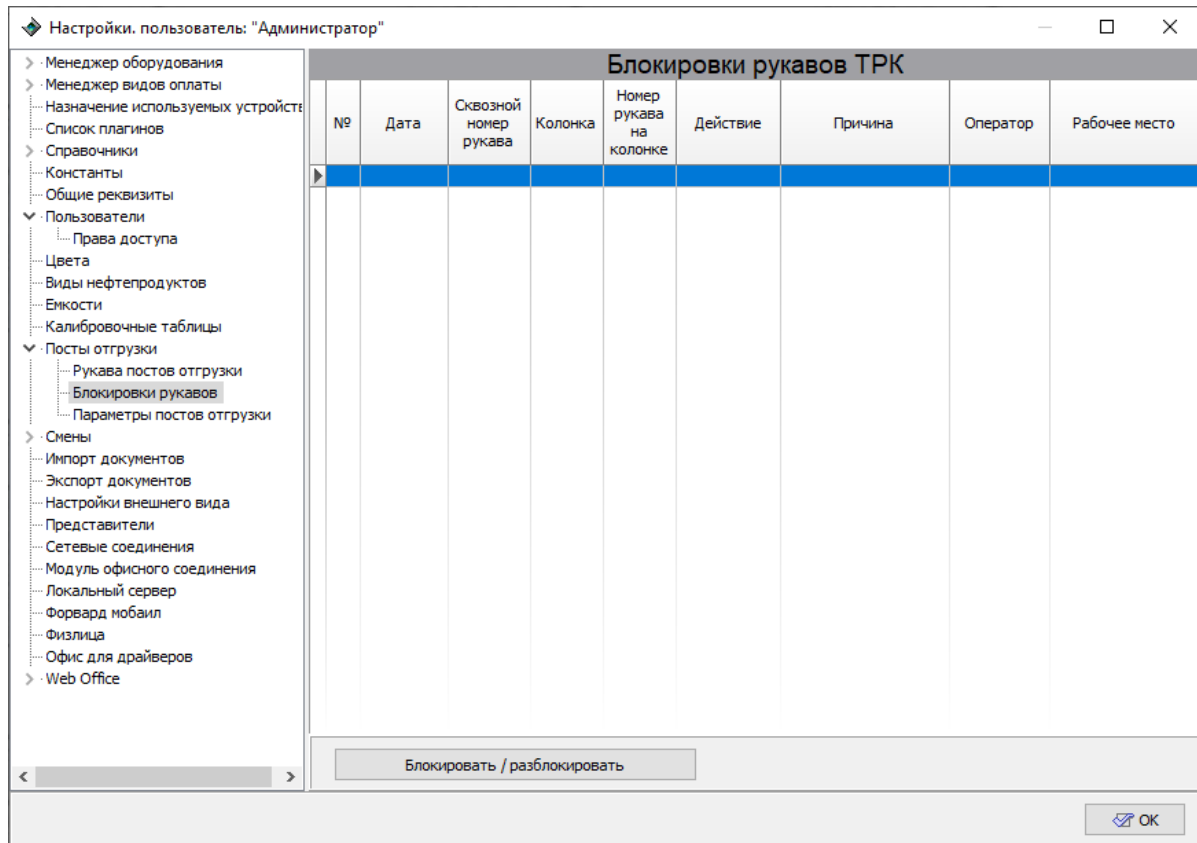 Настройки. пользователь: "Администратор"
Менеджер оборудования
Менеджер видов оплаты
Назначение используемых устройств
Список плагинов
Справочники
Константы
Общие реквизиты
Пользователи
Права доступа
Цвета
Виды нефтепродуктов
Емкости
Калибровочные таблицы
Посты отгрузки
Рукава постов отгрузки
Блокировки рукавов
Параметры постов отгрузки
Смены
Импорт документов
Экспорт документов
Настройки внешнего вида
Представители
Сетевые соединения
Модуль офисного соединения
Локальный сервер
Форвард мобаил
Физлица
Офис для драйверов
Web Office
Блокировки рукавов ТРК
№
Дата
Сквозной
номер
рукава
Колонка
Номер
рукава
на
колонке
Действие
Причина
Оператор
Рабочее место
Блокировать / разблокировать
OK